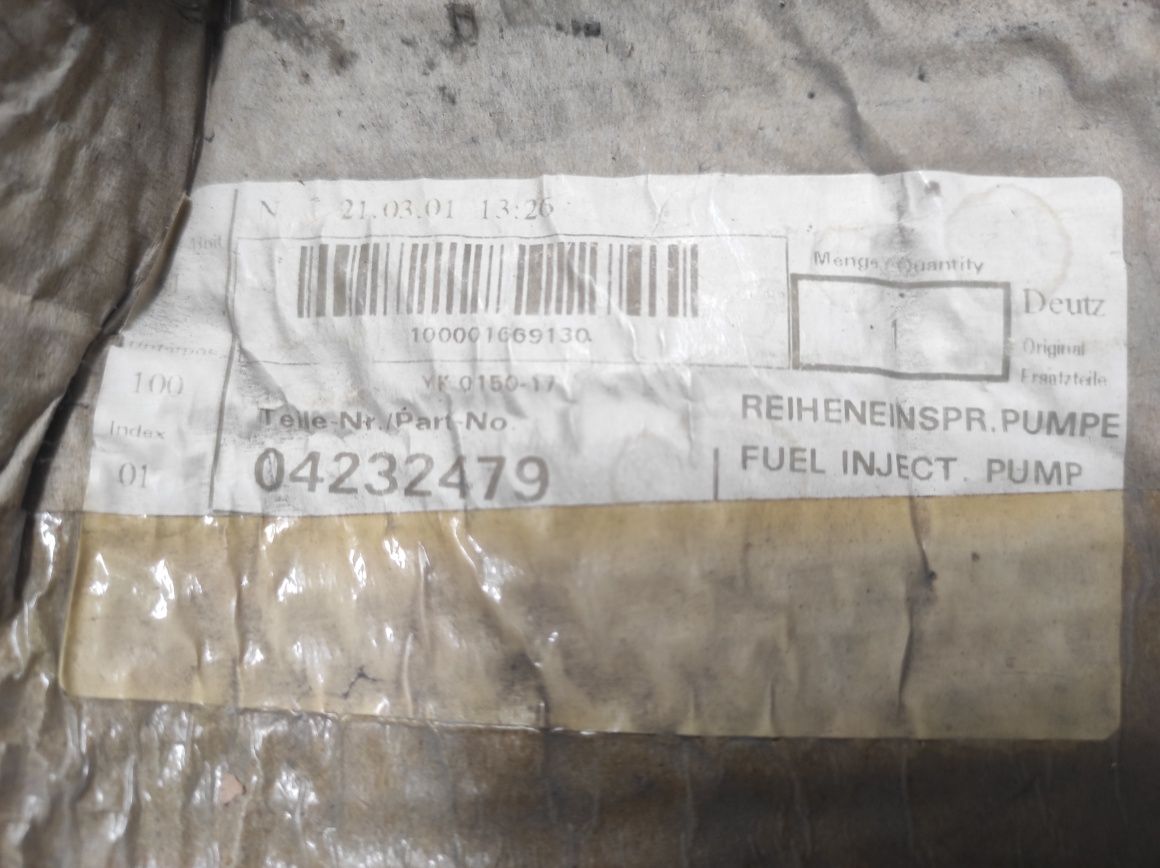 N 21.03.01 13:26
100001669130
Menge/Quantity
1
Deutz
Original
Ersatzteile
100
Index
01
YK 0150-17
Teile-Nr./Part-No.
04232479
REIHENEINSPR.PUMPE
FUEL INJECT. PUMP